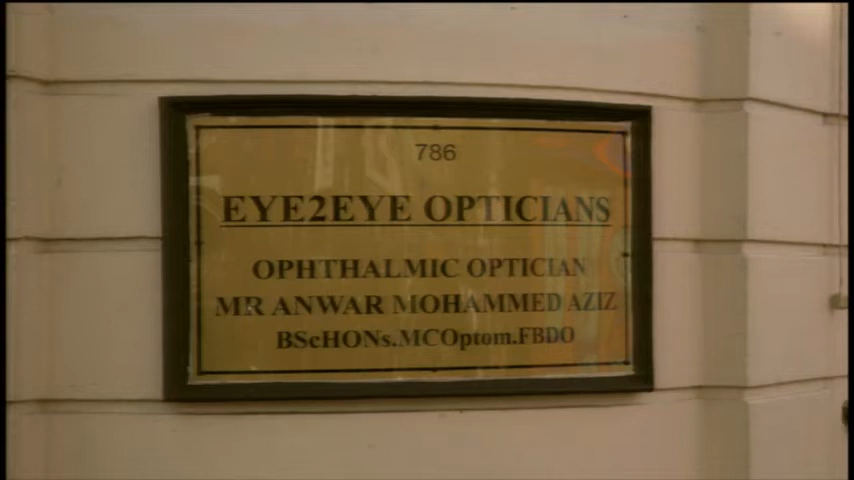 786
EYE2EYE OPTICIANS
OPHTHALMIC OPTICIAN
MR ANWAR MOHAMMED AZIZ
BScHONs.MCOptom.FBDO